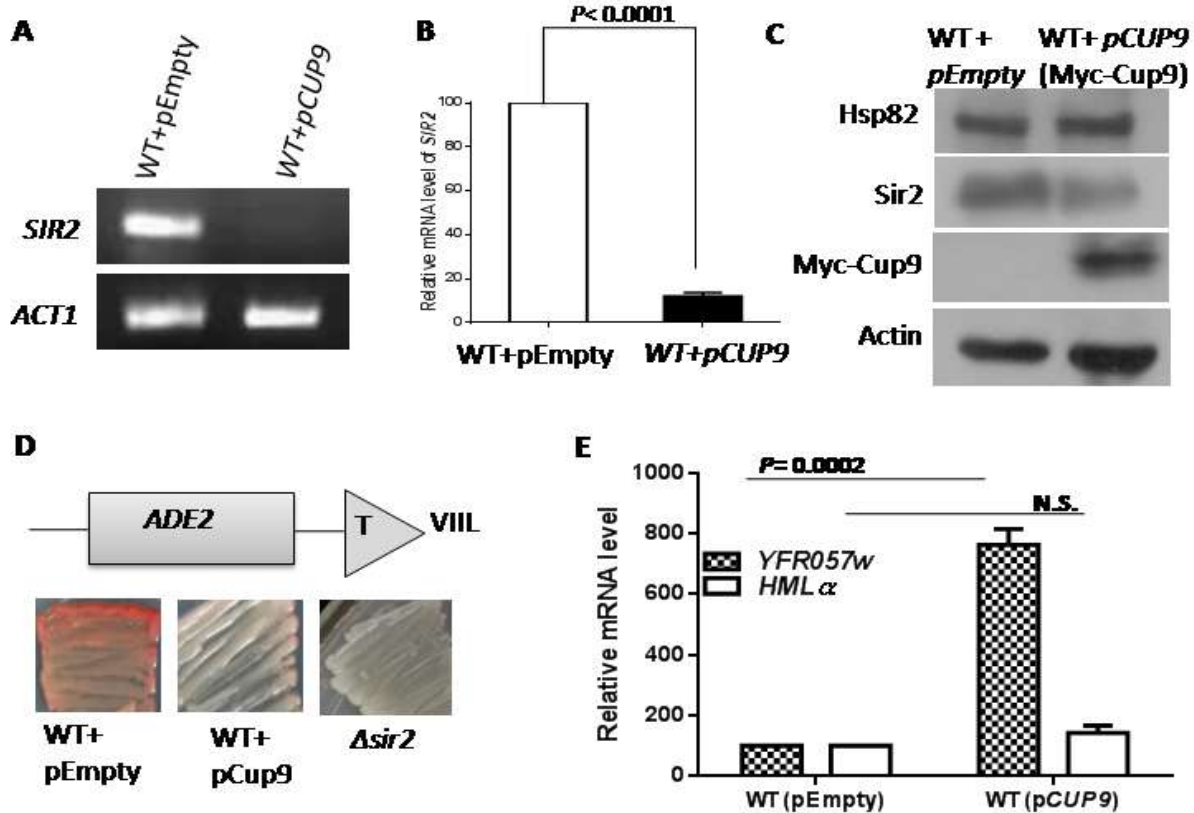 A
WT+pEmpty
WT+pCUP9
SIR2
ACT1
B
P< 0.0001
Relative mRNA level of SIR2
100
80
60
40
20
0
WT+pEmpty
WT+pCUP9
C
WT + WT+ pCUP9
pEmpty (Myc-Cup9)
Hsp82
Sir2
Myc-Cup9
Actin
D
ADE2
T
VIIL
WT+
pEmpty
WT+
pCup9
Δsir2
E
P= 0.0002
N.S.
Relative mRNA level
1000
800
600
400
200
0
YFR057w
HMLα
WT (pEmpty)
WT (pCUP9)